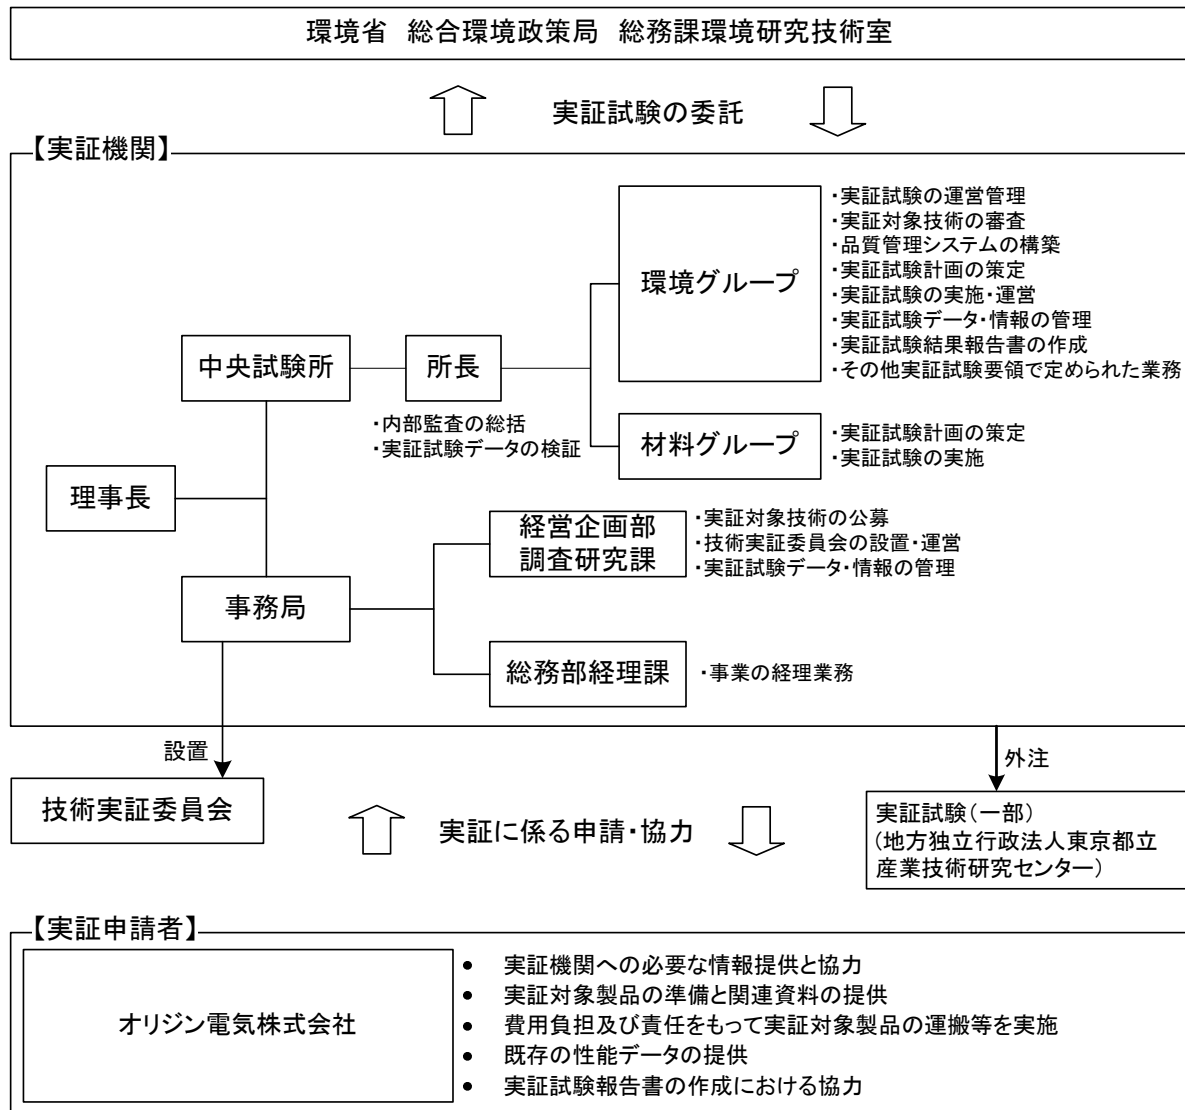 環境省 総合環境政策局 総務課環境研究技術室
実証試験の委託
【実証機関】
環境グループ
・実証試験の運営管理
・実証対象技術の審査
・品質管理システムの構築
・実証試験計画の策定
・実証試験の実施・運営
・実証試験データ・情報の管理
・実証試験結果報告書の作成
・その他実証試験要領で定められた業務
中央試験所
所長
・内部監査の総括
・実証試験データの検証
材料グループ
・実証試験計画の策定
・実証試験の実施
理事長
経営企画部
調査研究課
・実証対象技術の公募
・技術実証委員会の設置・運営
・実証試験データ・情報の管理
事務局
総務部経理課
・事業の経理業務
設置
外注
技術実証委員会
実証に係る申請・協力
実証試験(一部)
(地方独立行政法人東京都立
産業技術研究センター)
【実証申請者】
オリジン電気株式会社
● 実証機関への必要な情報提供と協力
● 実証対象製品の準備と関連資料の提供
● 費用負担及び責任をもって実証対象製品の運搬等を実施
● 既存の性能データの提供
● 実証試験報告書の作成における協力